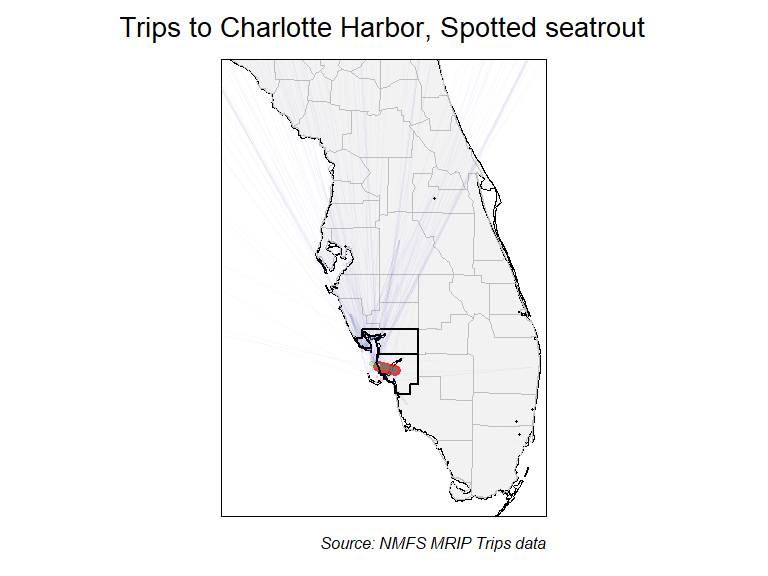 Trips to Charlotte Harbor, Spotted seatrout
Source: NMFS MRIP Trips data